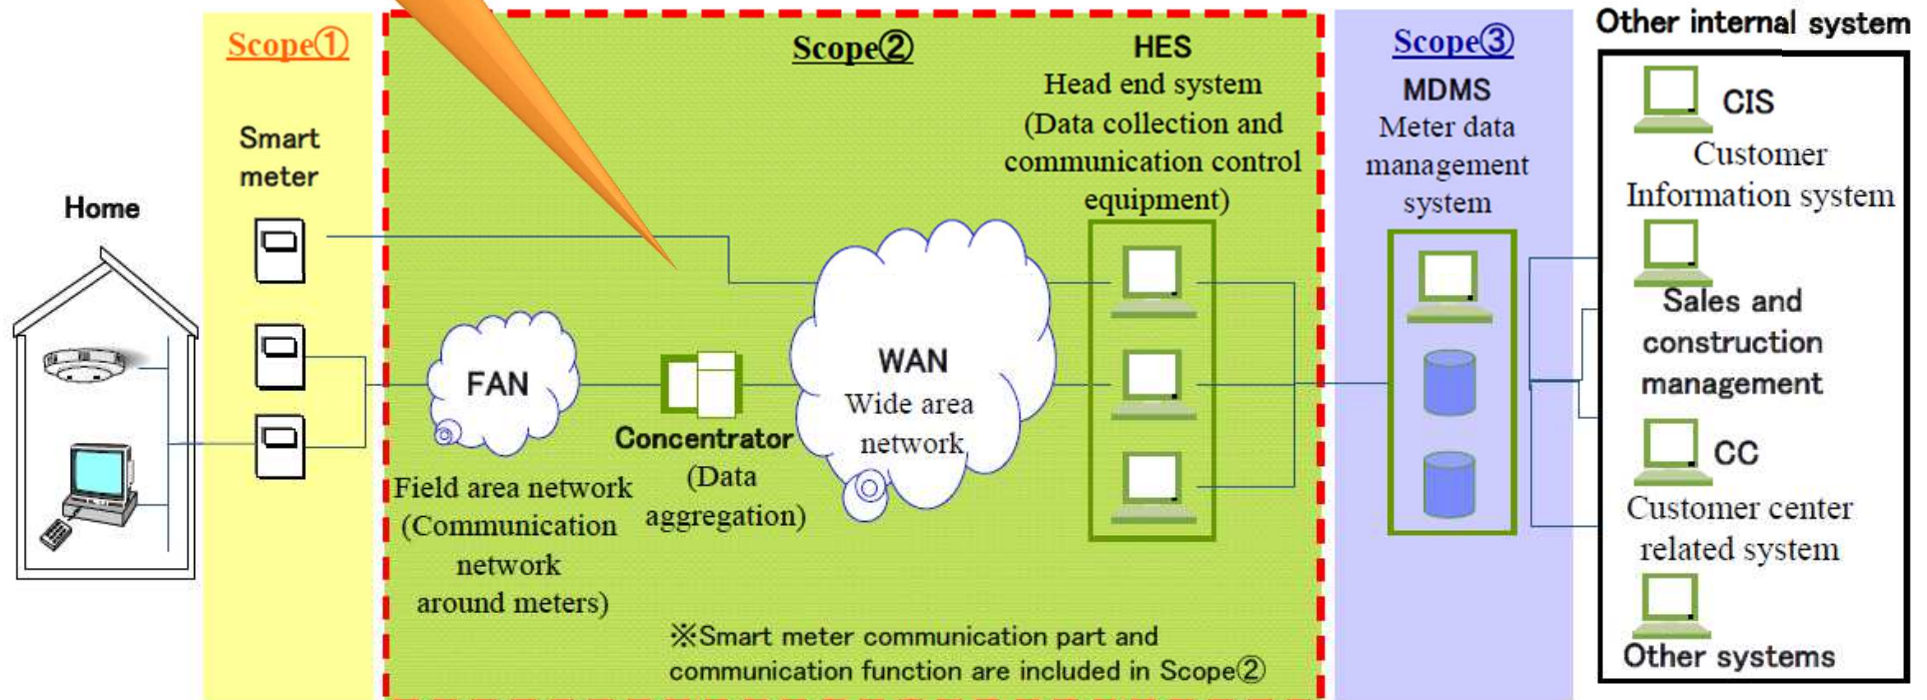 Home
Scope①
Smart
meter
Scope②
FAN
Field area network
(Communication
network
around meters)
Concentrator
(Data
aggregation)
WAN
Wide area
network
HES
Head end system
(Data collection and
communication control
equipment)
※Smart meter communication part and
communication function are included in Scope②
Scope③
MDMS
Meter data
management
system
Other internal system
CIS
Customer
Information system
Sales and
construction
management
CC
Customer center
related system
Other systems